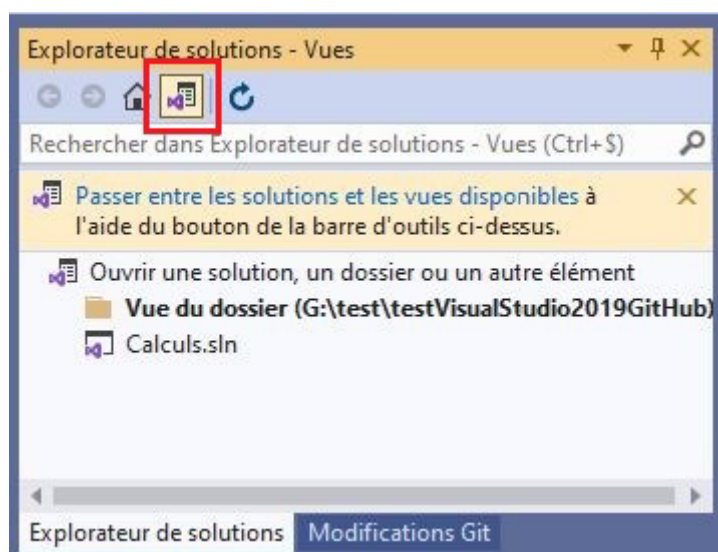 Explorateur de solutions - Vues
Rechercher dans Explorateur de solutions - Vues (Ctrl+$)
Passer entre les solutions et les vues disponibles à
l'aide du bouton de la barre d'outils ci-dessus.
Ouvrir une solution, un dossier ou un autre élément
Vue du dossier (G:\test\testVisualStudio2019GitHub)
Calculs.sln
Explorateur de solutions Modifications Git